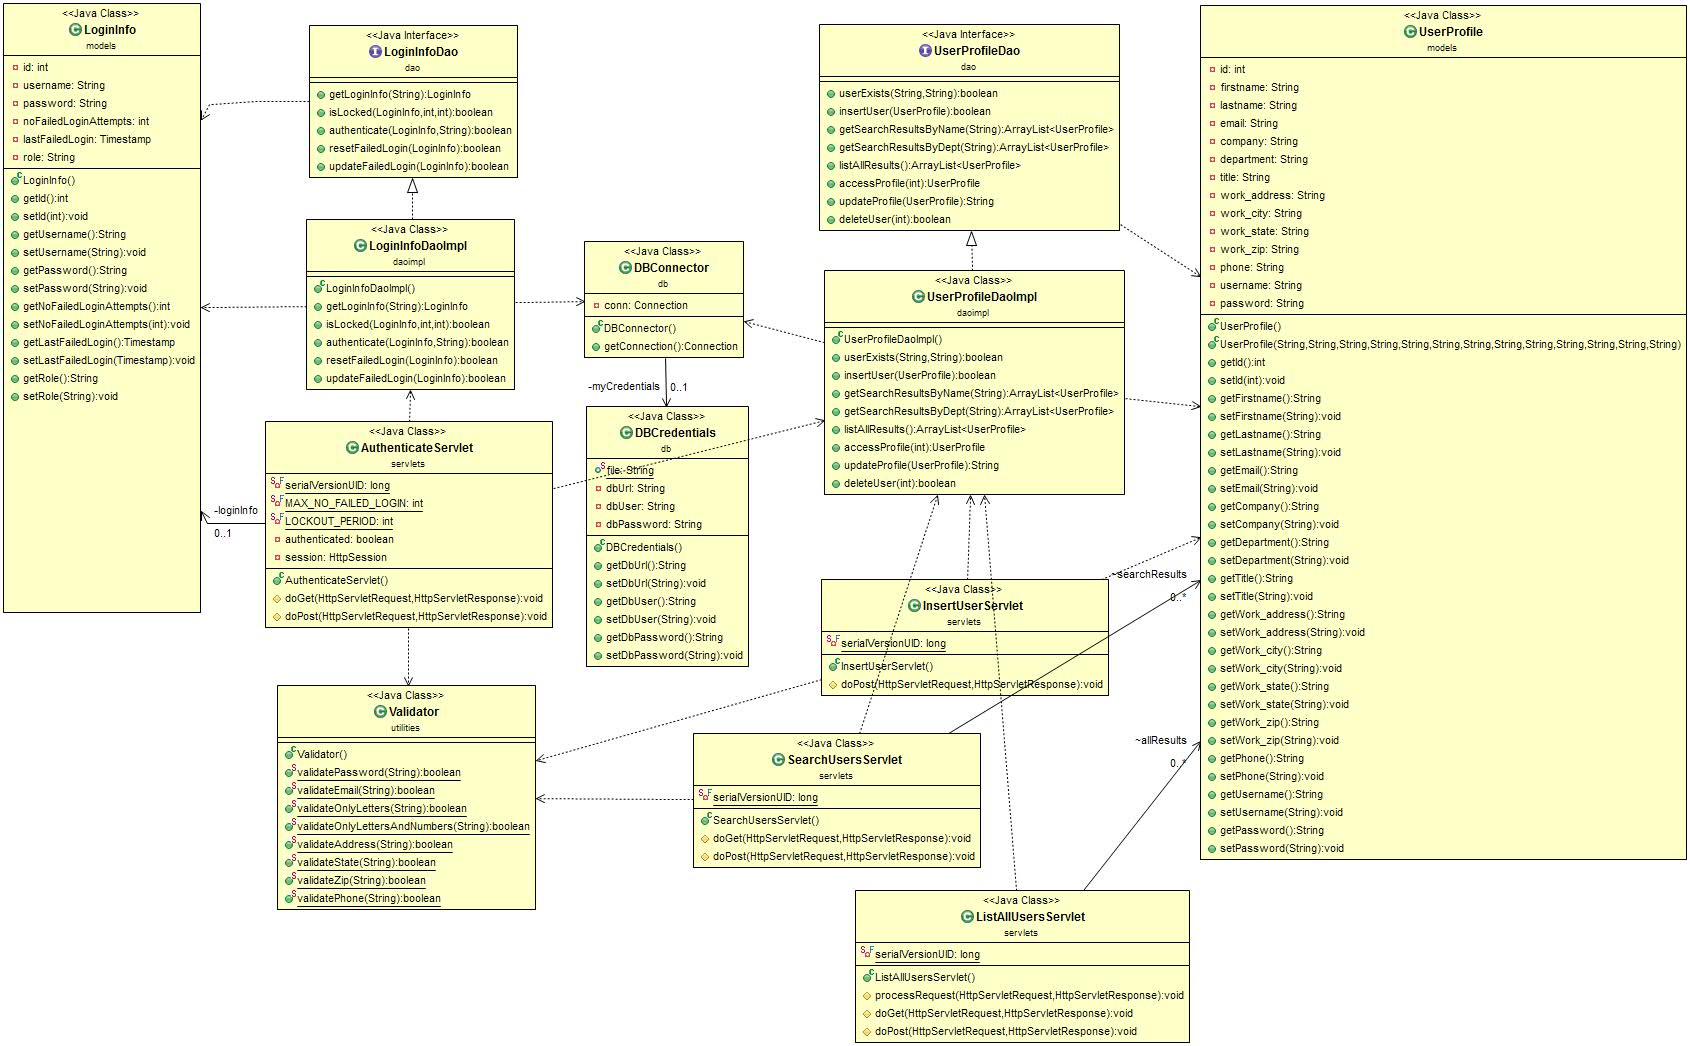 <<Java Class>>
LoginInfo
models
id: int
username: String
password: String
noFailedLoginAttempts: int
lastFailedLogin: Timestamp
role: String
LoginInfo()
getId():int
setId(int):void
getUsername():String
setUsername(String):void
getPassword():String
setPassword(String):void
getNoFailedLoginAttempts():int
setNoFailedLoginAttempts(int):void
getLastFailedLogin():Timestamp
setLastFailedLogin(Timestamp):void
getRole():String
setRole(String):void
<<Java Interface>>
LoginInfoDao
dao
getLoginInfo(String):LoginInfo
isLocked(LoginInfo,int,int):boolean
authenticate(LoginInfo,String):boolean
resetFailedLogin(LoginInfo):boolean
updateFailedLogin(LoginInfo):boolean
<<Java Class>>
LoginInfoDaoImpl
daoimpl
LoginInfoDaoImpl()
getLoginInfo(String):LoginInfo
isLocked(LoginInfo,int,int):boolean
authenticate(LoginInfo,String):boolean
resetFailedLogin(LoginInfo):boolean
updateFailedLogin(LoginInfo):boolean
<<Java Class>>
AuthenticateServlet
servlets
serialVersionUID: long
MAX_NO_FAILED_LOGIN: int
LOCKOUT_PERIOD: int
authenticated: boolean
session: HttpSession
AuthenticateServlet()
doGet(HttpServletRequest,HttpServletResponse):void
doPost(HttpServletRequest,HttpServletResponse):void
-loginInfo
0..1
<<Java Class>>
Validator
utilities
Validator()
validatePassword(String):boolean
validateEmail(String):boolean
validateOnlyLetters(String):boolean
validateOnlyLettersAndNumbers(String):boolean
validateAddress(String):boolean
validateState(String):boolean
validateZip(String):boolean
validatePhone(String):boolean
<<Java Class>>
DBConnector
db
conn: Connection
DBConnector()
getConnection():Connection
-myCredentials
0..1
<<Java Class>>
DBCredentials
db
file: String
dbUrl: String
dbUser: String
dbPassword: String
DBCredentials()
getDbUrl():String
setDbUrl(String):void
getDbUser():String
setDbUser(String):void
getDbPassword():String
setDbPassword(String):void
<<Java Interface>>
UserProfileDao
dao
userExists(String,String):boolean
insertUser(UserProfile):boolean
getSearchResultsByName(String):ArrayList<UserProfile>
getSearchResultsByDept(String):ArrayList<UserProfile>
listAllResults():ArrayList<UserProfile>
accessProfile(int):UserProfile
updateProfile(UserProfile):String
deleteUser(int):boolean
<<Java Class>>
UserProfileDaoImpl
daoimpl
UserProfileDaoImpl()
userExists(String,String):boolean
insertUser(UserProfile):boolean
getSearchResultsByName(String):ArrayList<UserProfile>
getSearchResultsByDept(String):ArrayList<UserProfile>
listAllResults():ArrayList<UserProfile>
accessProfile(int):UserProfile
updateProfile(UserProfile):String
deleteUser(int):boolean
<<Java Class>>
InsertUserServlet
servlets
serialVersionUID: long
InsertUserServlet()
doPost(HttpServletRequest,HttpServletResponse):void
~searchResults
0..*
<<Java Class>>
SearchUsersServlet
servlets
serialVersionUID: long
SearchUsersServlet()
doGet(HttpServletRequest,HttpServletResponse):void
doPost(HttpServletRequest,HttpServletResponse):void
~allResults
0..*
<<Java Class>>
ListAllUsersServlet
servlets
serialVersionUID: long
ListAllUsersServlet()
processRequest(HttpServletRequest,HttpServletResponse):void
doGet(HttpServletRequest,HttpServletResponse):void
doPost(HttpServletRequest,HttpServletResponse):void
<<Java Class>>
UserProfile
models
id: int
firstname: String
lastname: String
email: String
company: String
department: String
title: String
work_address: String
work_city: String
work_state: String
work_zip: String
phone: String
username: String
password: String
UserProfile()
UserProfile(String,String,String,String,String,String,String,String,String,String,String,String,String)
getId():int
setId(int):void
getFirstname():String
setFirstname(String):void
getLastname():String
setLastname(String):void
getEmail():String
setEmail(String):void
getCompany():String
setCompany(String):void
getDepartment():String
setDepartment(String):void
getTitle():String
setTitle(String):void
getWork_address():String
setWork_address(String):void
getWork_city():String
setWork_city(String):void
getWork_state():String
setWork_state(String):void
getWork_zip():String
setWork_zip(String):void
getPhone():String
setPhone(String):void
getUsername():String
setUsername(String):void
getPassword():String
setPassword(String):void